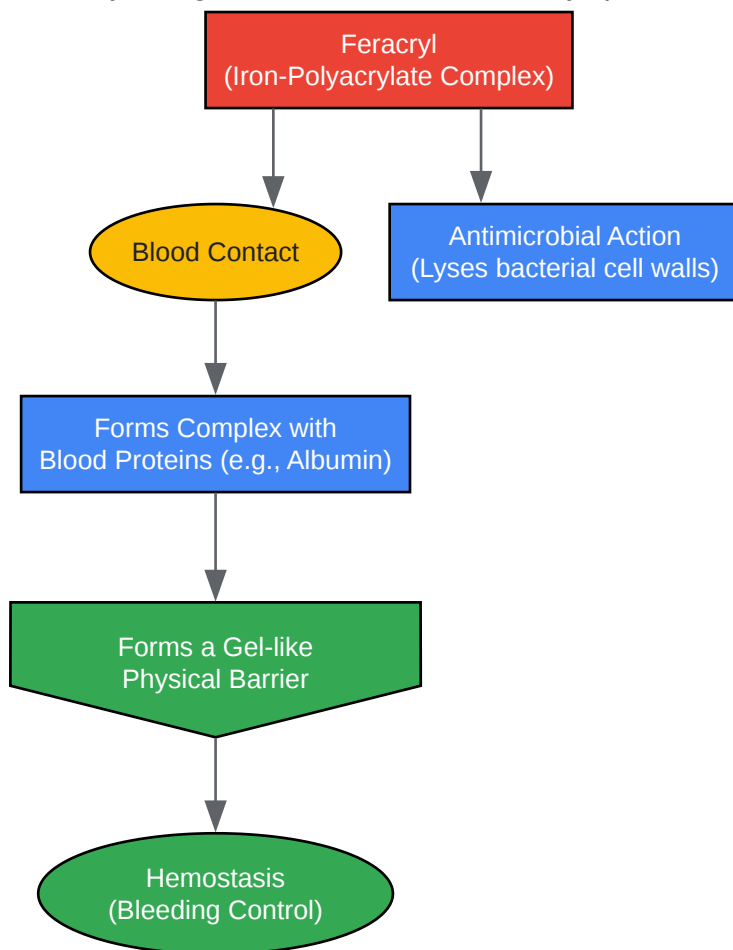 Feracryl
(Iron-Polyacrylate Complex)
Blood Contact
Antimicrobial Action
(Lyses bacterial cell walls)
Forms Complex with
Blood Proteins (e.g., Albumin)
Forms a Gel-like
Physical Barrier
Hemostasis
(Bleeding Control)